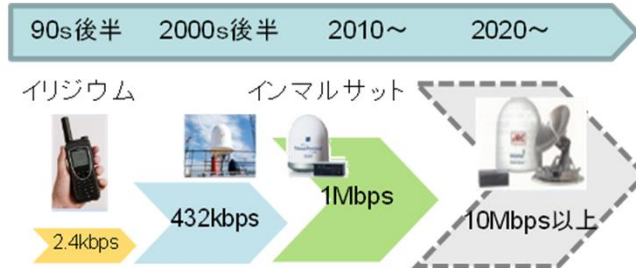 90s後半 2000s後半 2010～ 2020～
イリジウム インマルサット
2.4kbps
432kbps
1Mbps
10Mbps以上